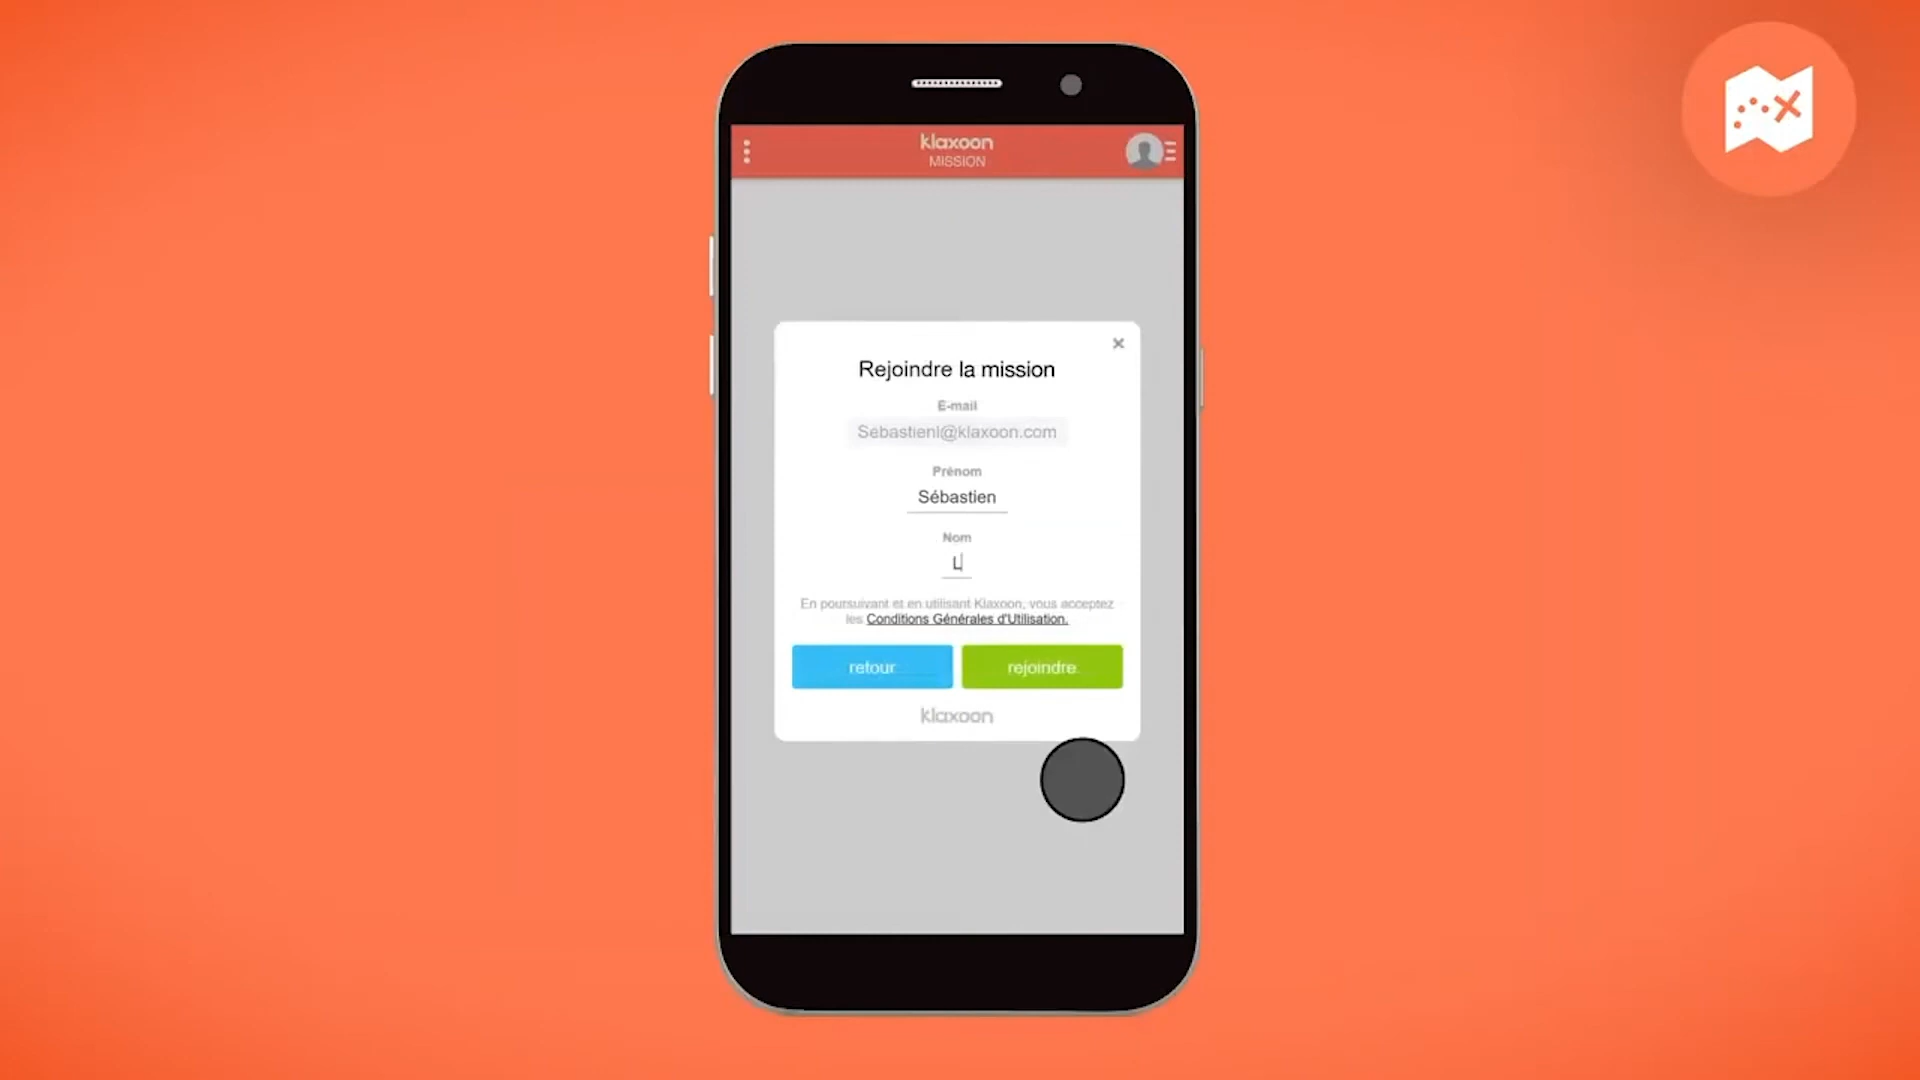 klaxoon
MISSION
Rejoindre la mission
E-mail
Sébastienl@klaxoon.com
Prénom
Sébastien
Nom
L
En poursuivant et en utilisant Klaxoon, vous acceptez
les Conditions Générales d'Utilisation.
retour
rejoindre
klaxoon